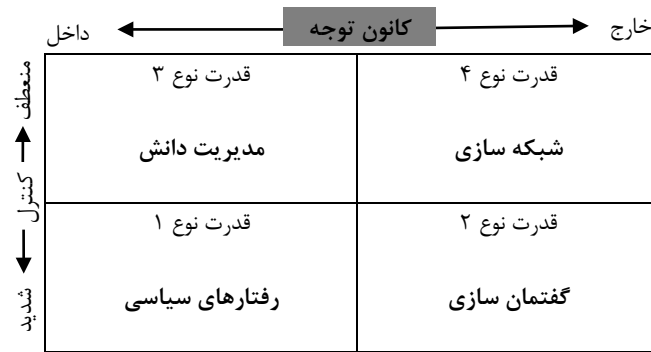 خارج
کانون توجه
داخل
قدرت نوع ۴
شبکه سازی
قدرت نوع ۳
مدیریت دانش
قدرت نوع ۲
گفتمان سازی
قدرت نوع ۱
رفتارهای سیاسی
منعطف
کنترل
شدید